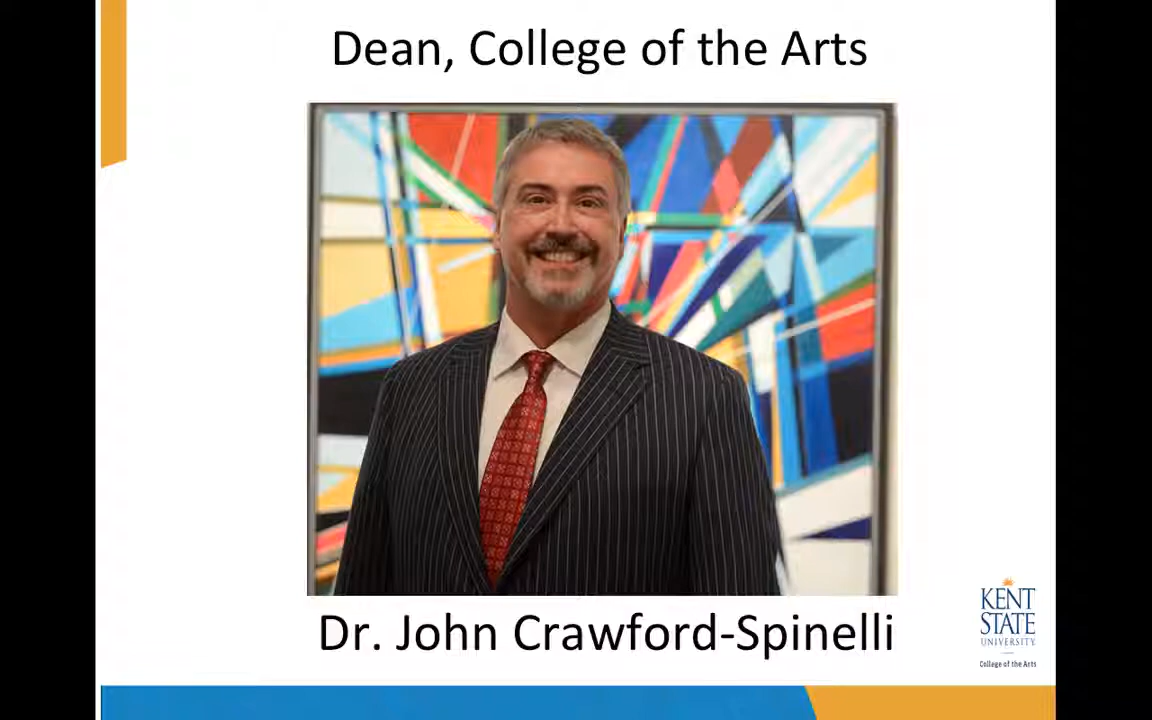 Dean, College of the Arts
Dr. John Crawford-Spinelli
KENT
STATE
UNIVERSITY
College of the Arts